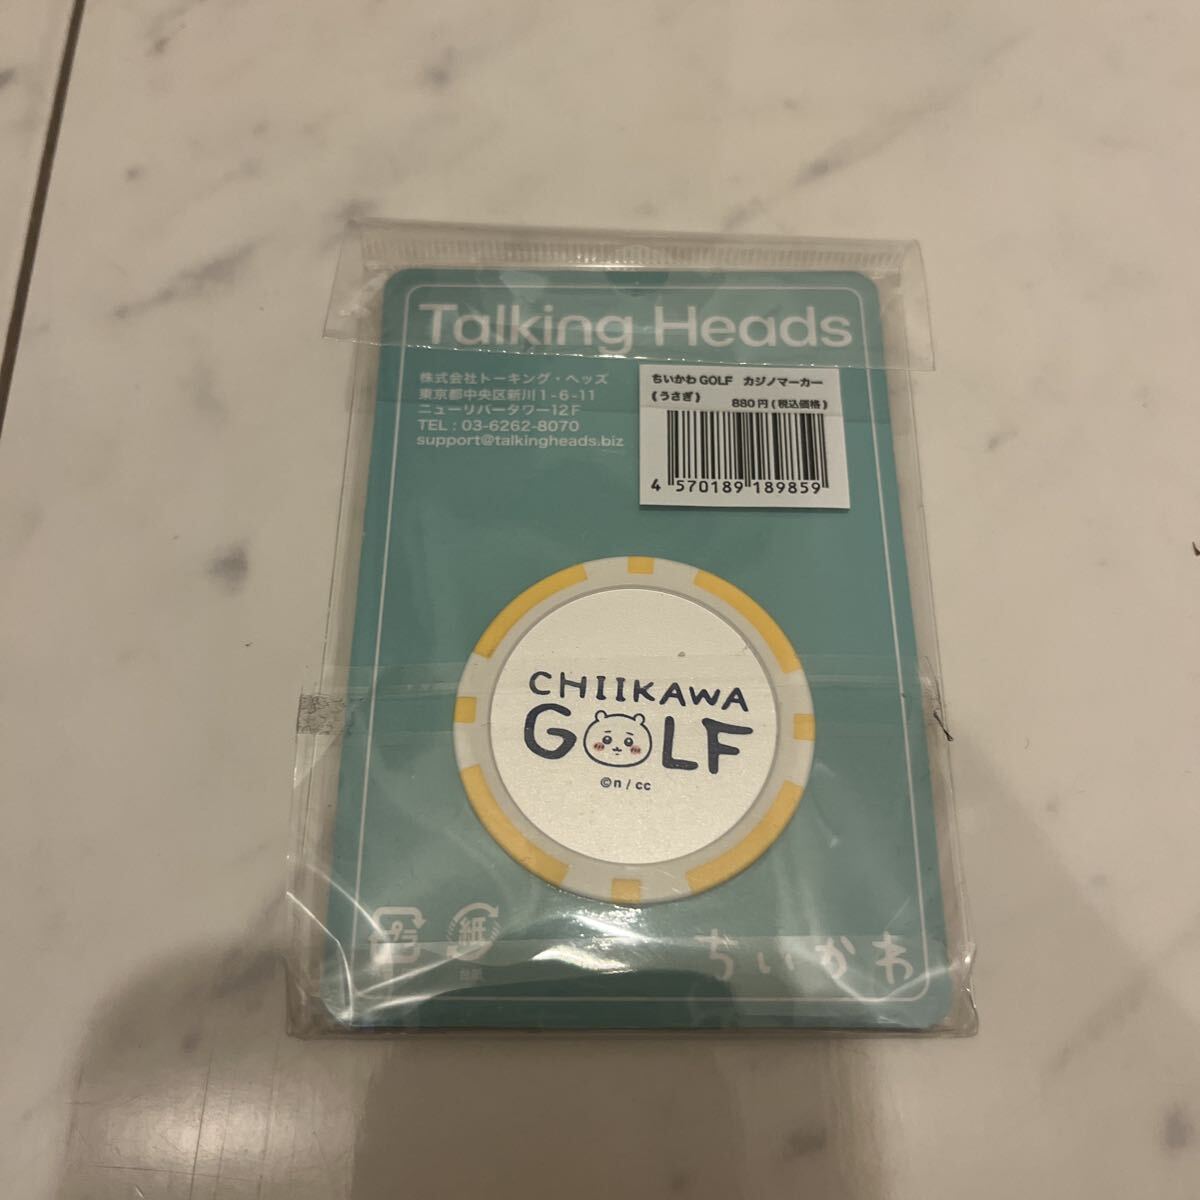 Talking Heads
株式会社トーキング・ヘッズ
東京都中央区新川1-6-11
ニューリバータワー12F
TEL : 03-6262-8070
support@talkingheads.biz
ちいかわ GOLF カジノマーカー
(うさぎ) 880円(税込価格)
4 570189 189859
CHIIKAWA
GOLF
©n / cc
プラ
紙
台紙
ちいかわ